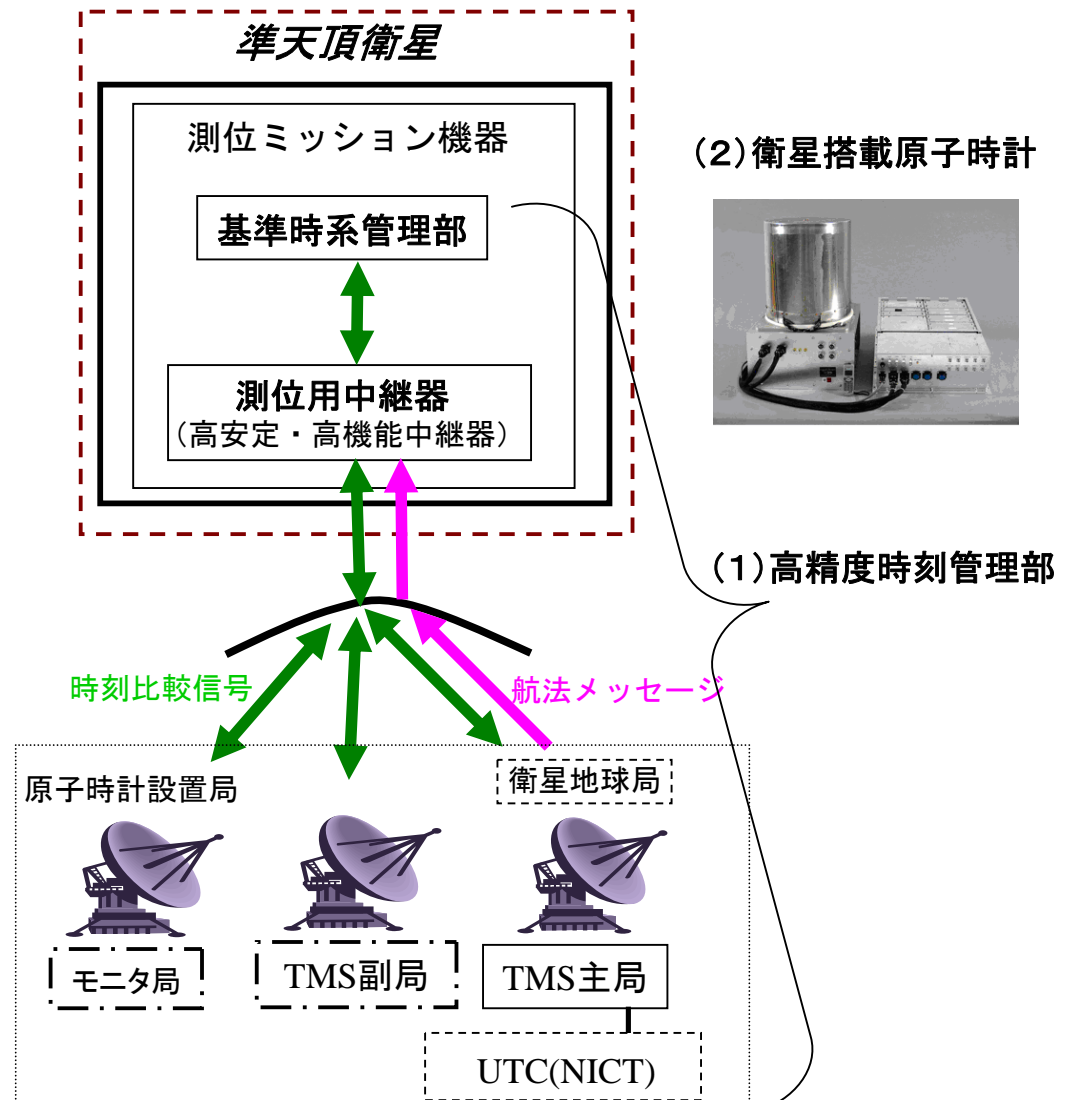 準天頂衛星
測位ミッション機器
基準時系管理部
測位用中継器
（高安定・高機能中継器）
（２）衛星搭載原子時計
（１）高精度時刻管理部
時刻比較信号
航法メッセージ
原子時計設置局
衛星地球局
モニタ局
TMS副局
TMS主局
UTC(NICT)